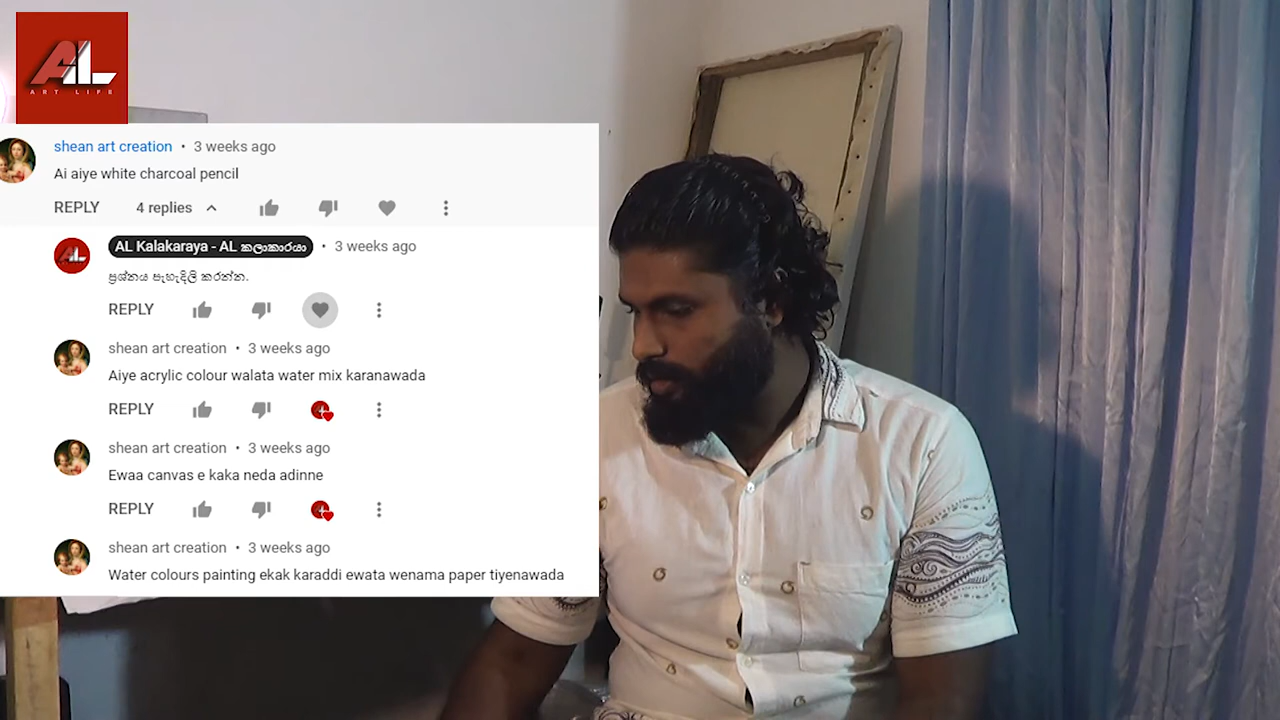 AL
ART LIFE
shean art creation • 3 weeks ago
Ai aiye white charcoal pencil
REPLY 4 replies
AL Kalakaraya - AL කලාකාරයා • 3 weeks ago
ප්‍රශ්නය පැහැදිලි කරන්න.
REPLY
shean art creation • 3 weeks ago
Aiye acrylic colour walata water mix karanawada
REPLY
shean art creation • 3 weeks ago
Ewaa canvas e kaka neda adinne
REPLY
shean art creation • 3 weeks ago
Water colours painting ekak karaddi ewata wenama paper tiyenawada